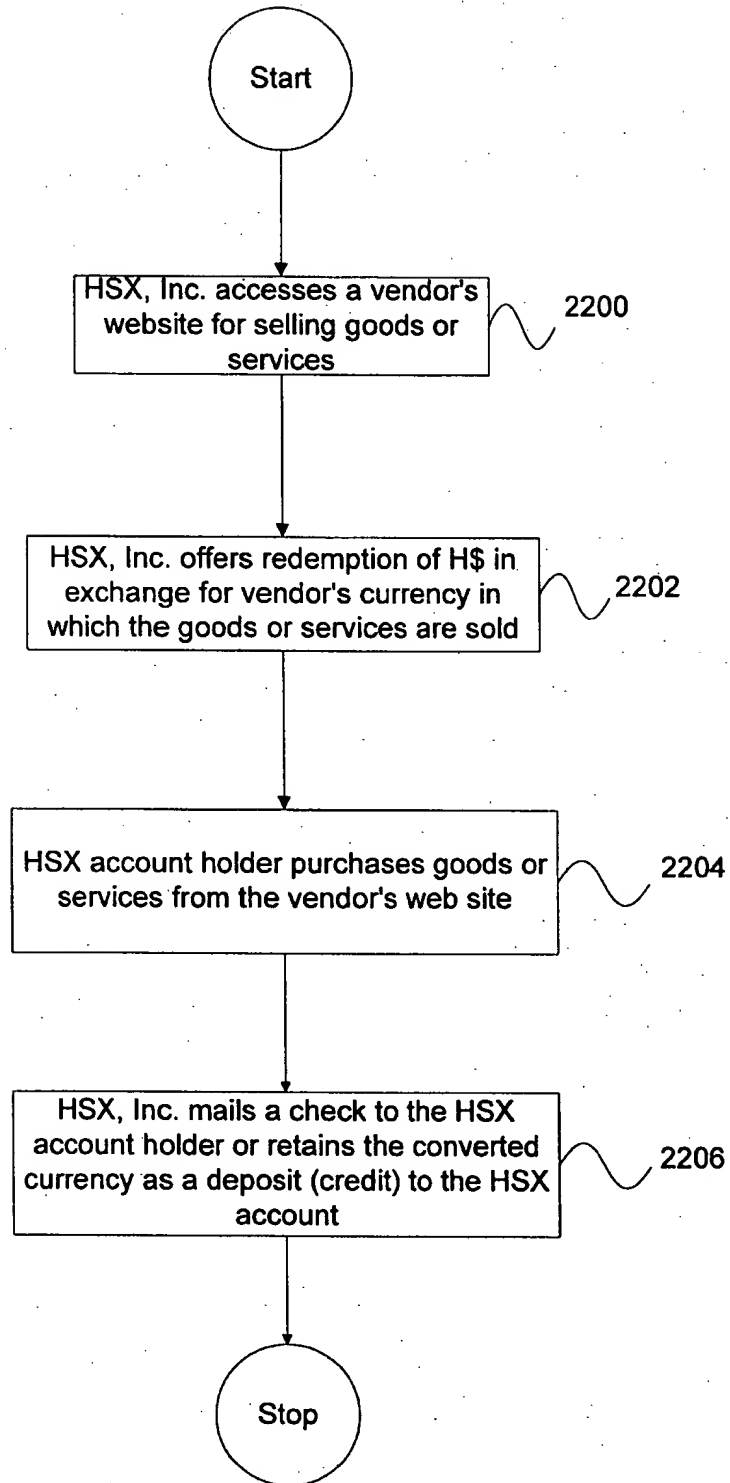 Start
HSX, Inc. accesses a vendor's
website for selling goods or
services
2200
HSX, Inc. offers redemption of H$ in
exchange for vendor's currency in
which the goods or services are sold
2202
HSX account holder purchases goods or
services from the vendor's web site
2204
HSX, Inc. mails a check to the HSX
account holder or retains the converted
currency as a deposit (credit) to the HSX
account
2206
Stop